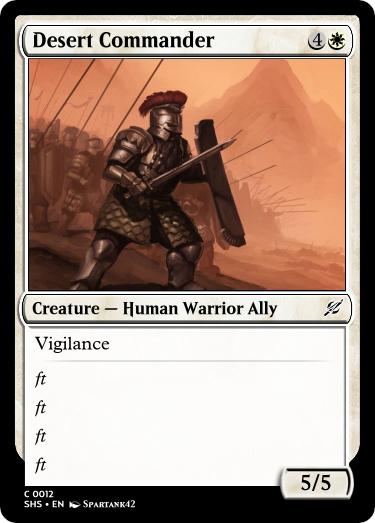 Desert Commander 4
Creature — Human Warrior Ally
Vigilance
ft
ft
ft
ft
5/5
C 0012
SHS • EN Spartank42